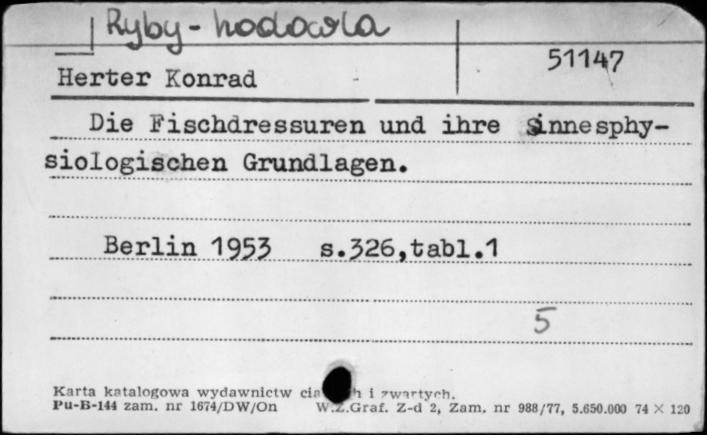 Ryby - hodowla
51147
Herter Konrad
Die Fischdressuren und ihre Sinnesphy-
siologischen Grundlagen.
Berlin 1953 s.326,tabl.1
5
Karta katalogowa wydawnictw i zwartych.
Pu-B-144 zam. nr 1674/DW/On W.Z.Graf. Z-d 2, Zam. nr 988/77, 5.650.000 74 × 120